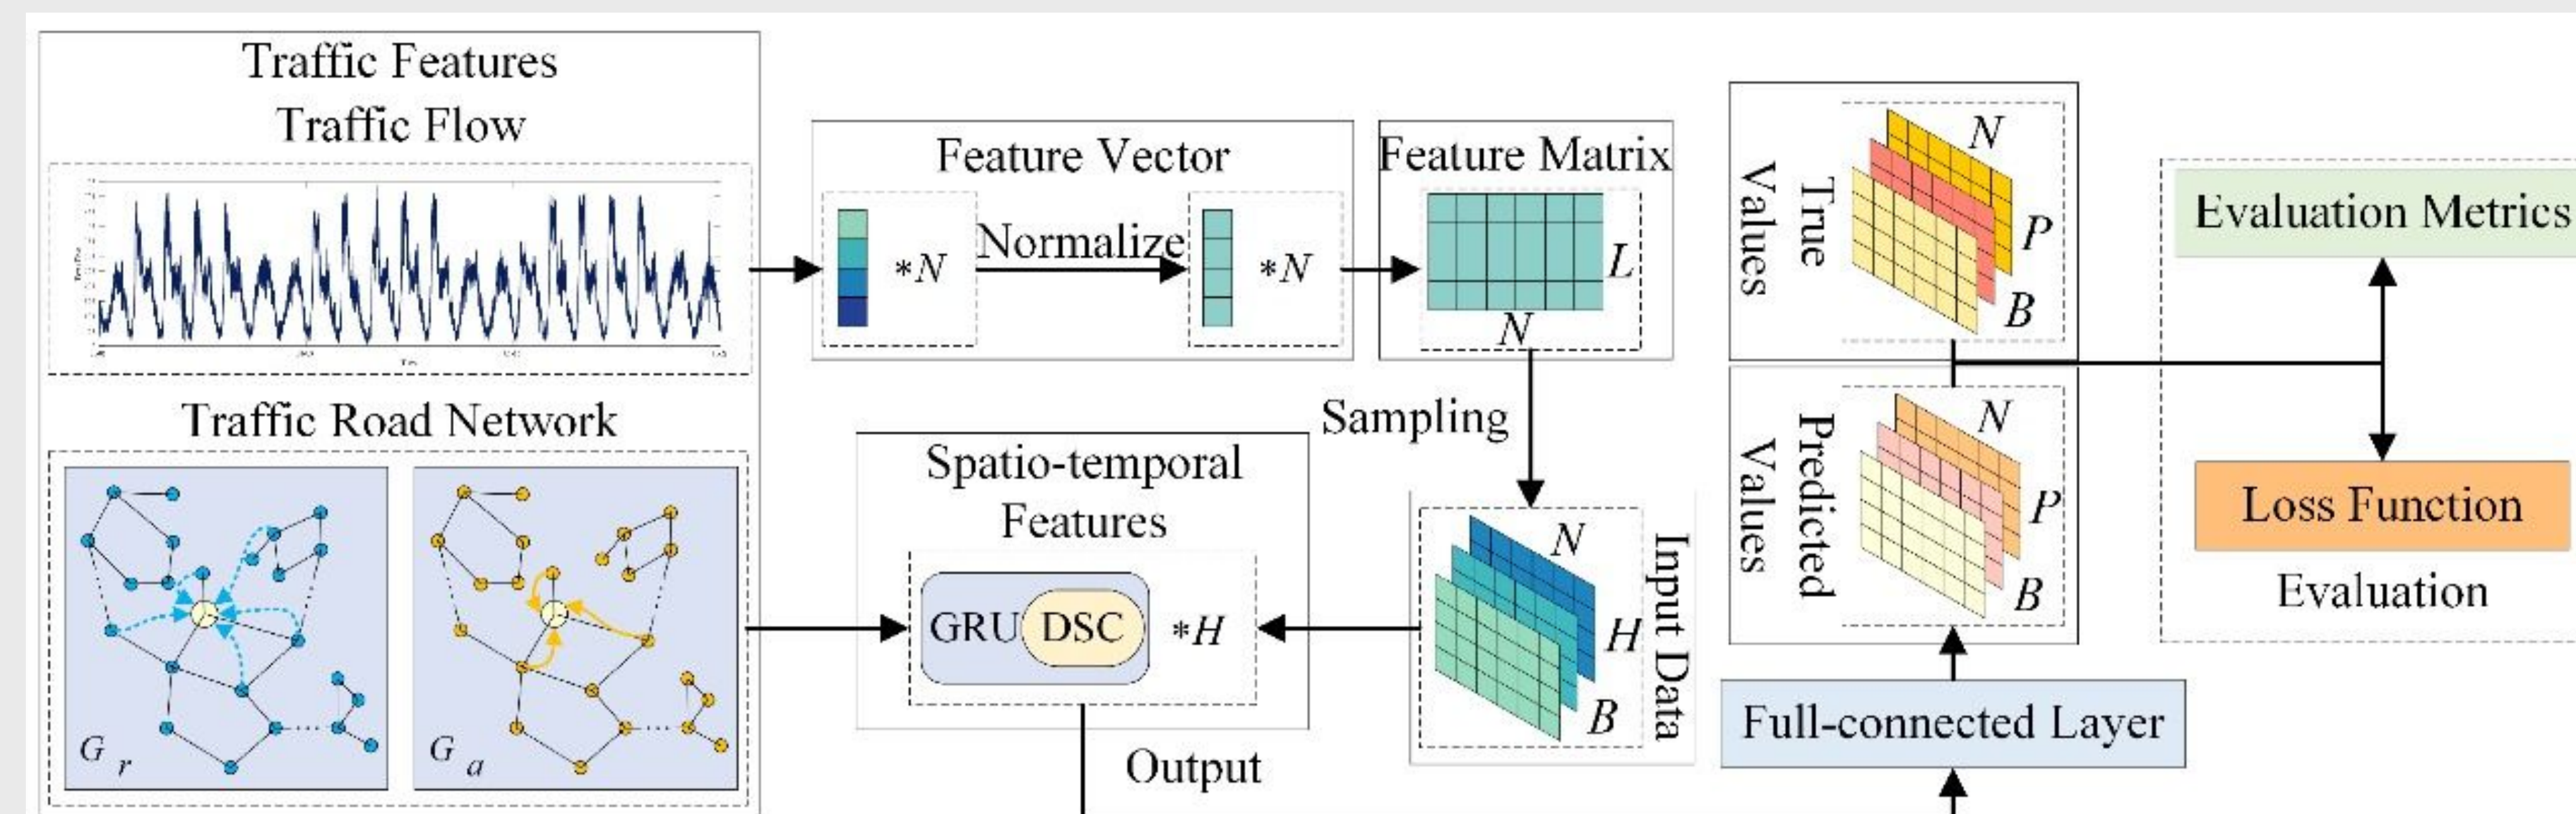 Traffic Features
Traffic Flow
Traffic Road Network
G r
G a
Feature Vector
*N
Normalize
*N
Feature Matrix
L
N
Sampling
Spatio-temporal
Features
GRU
DSC
*H
Output
N
H
B
Input Data
True
Values
N
P
B
Predicted
Values
N
P
B
Full-connected Layer
Evaluation Metrics
Loss Function
Evaluation